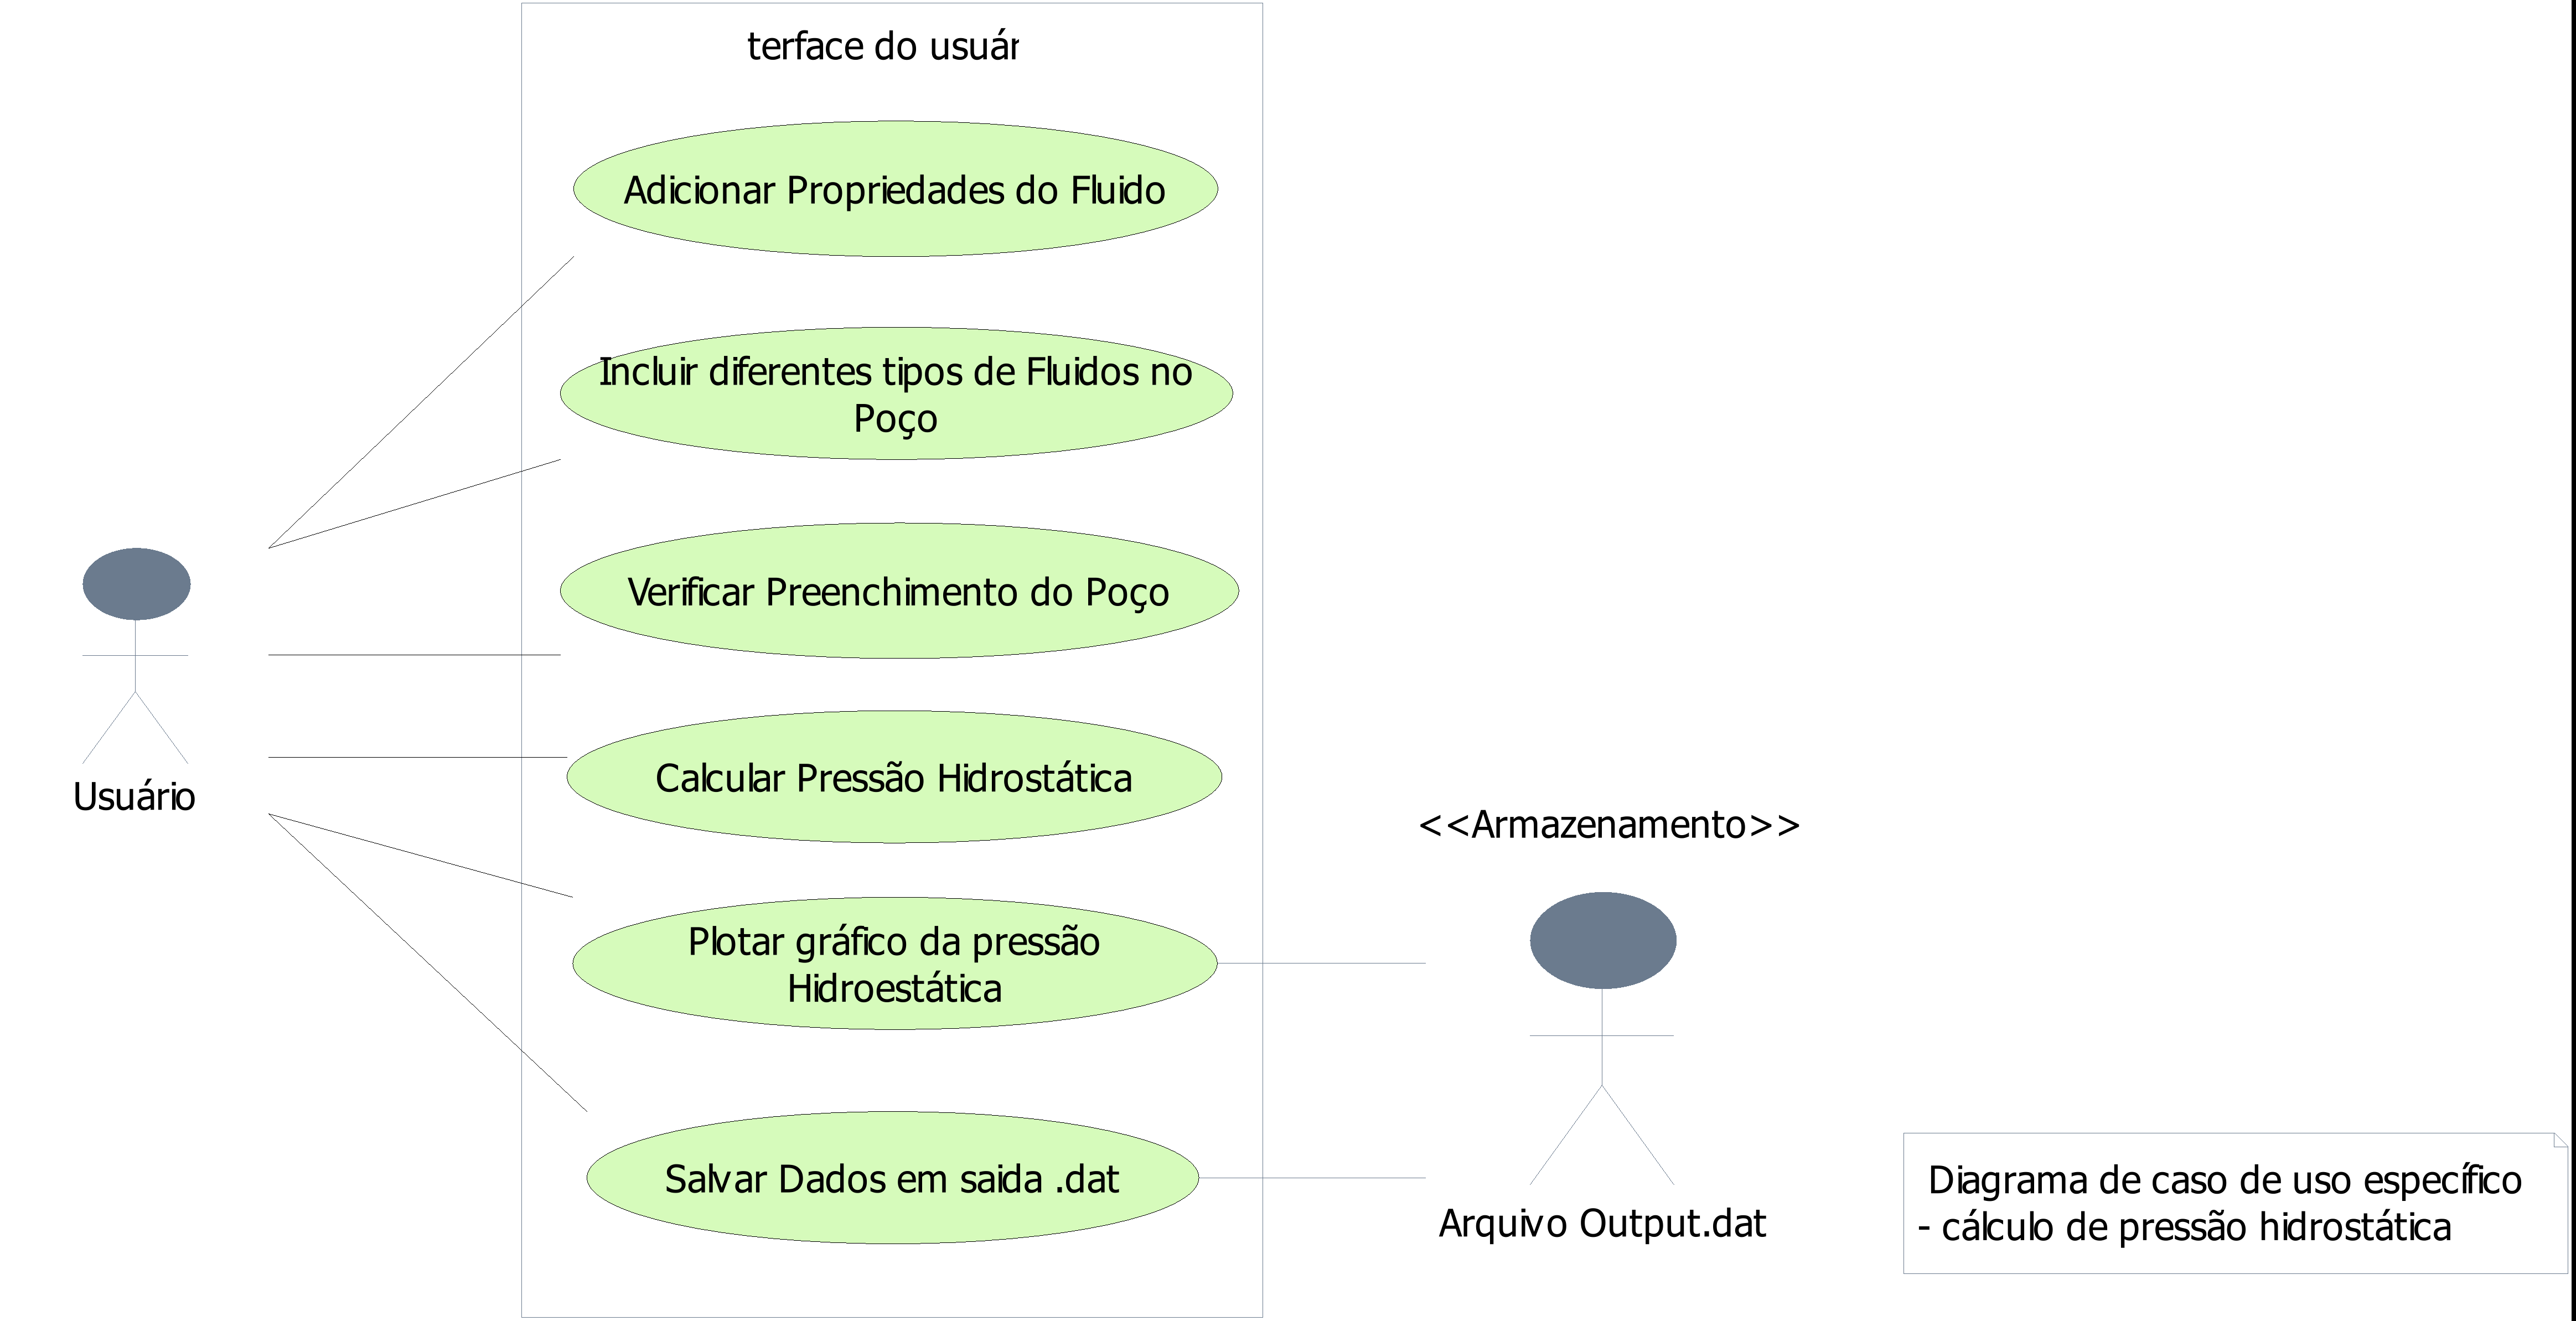 terface do usuár
Adicionar Propriedades do Fluido
Incluir diferentes tipos de Fluidos no
Poço
Verificar Preenchimento do Poço
Calcular Pressão Hidrostática
Usuário
<<Armazenamento>>
Plotar gráfico da pressão
Hidroestática
Salvar Dados em saida .dat
Arquivo Output.dat
Diagrama de caso de uso específico
- cálculo de pressão hidrostática